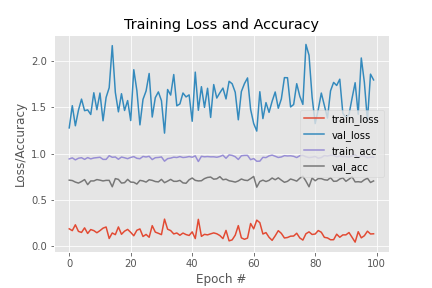 Training Loss and Accuracy
Loss/Accuracy
2.0
1.5
1.0
0.5
0.0
train_loss
val_loss
train_acc
val_acc
0 20 40 60 80 100
Epoch #